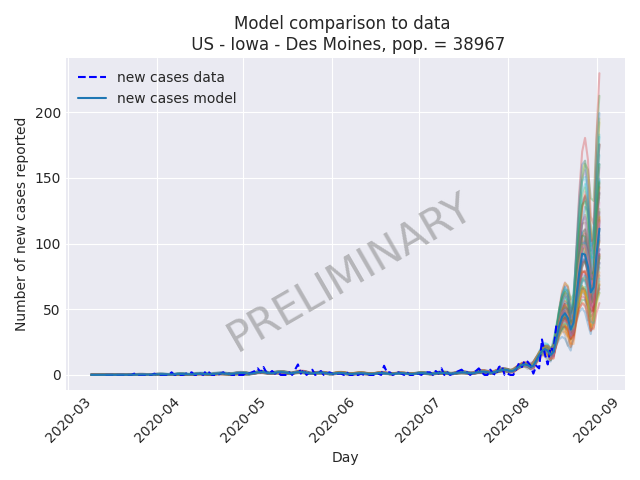 Model comparison to data
US - Iowa - Des Moines, pop. = 38967
new cases data
new cases model
Number of new cases reported
200
150
100
50
0
PRELIMINARY
2020-03
2020-04
2020-05
2020-06
2020-07
2020-08
2020-09
Day